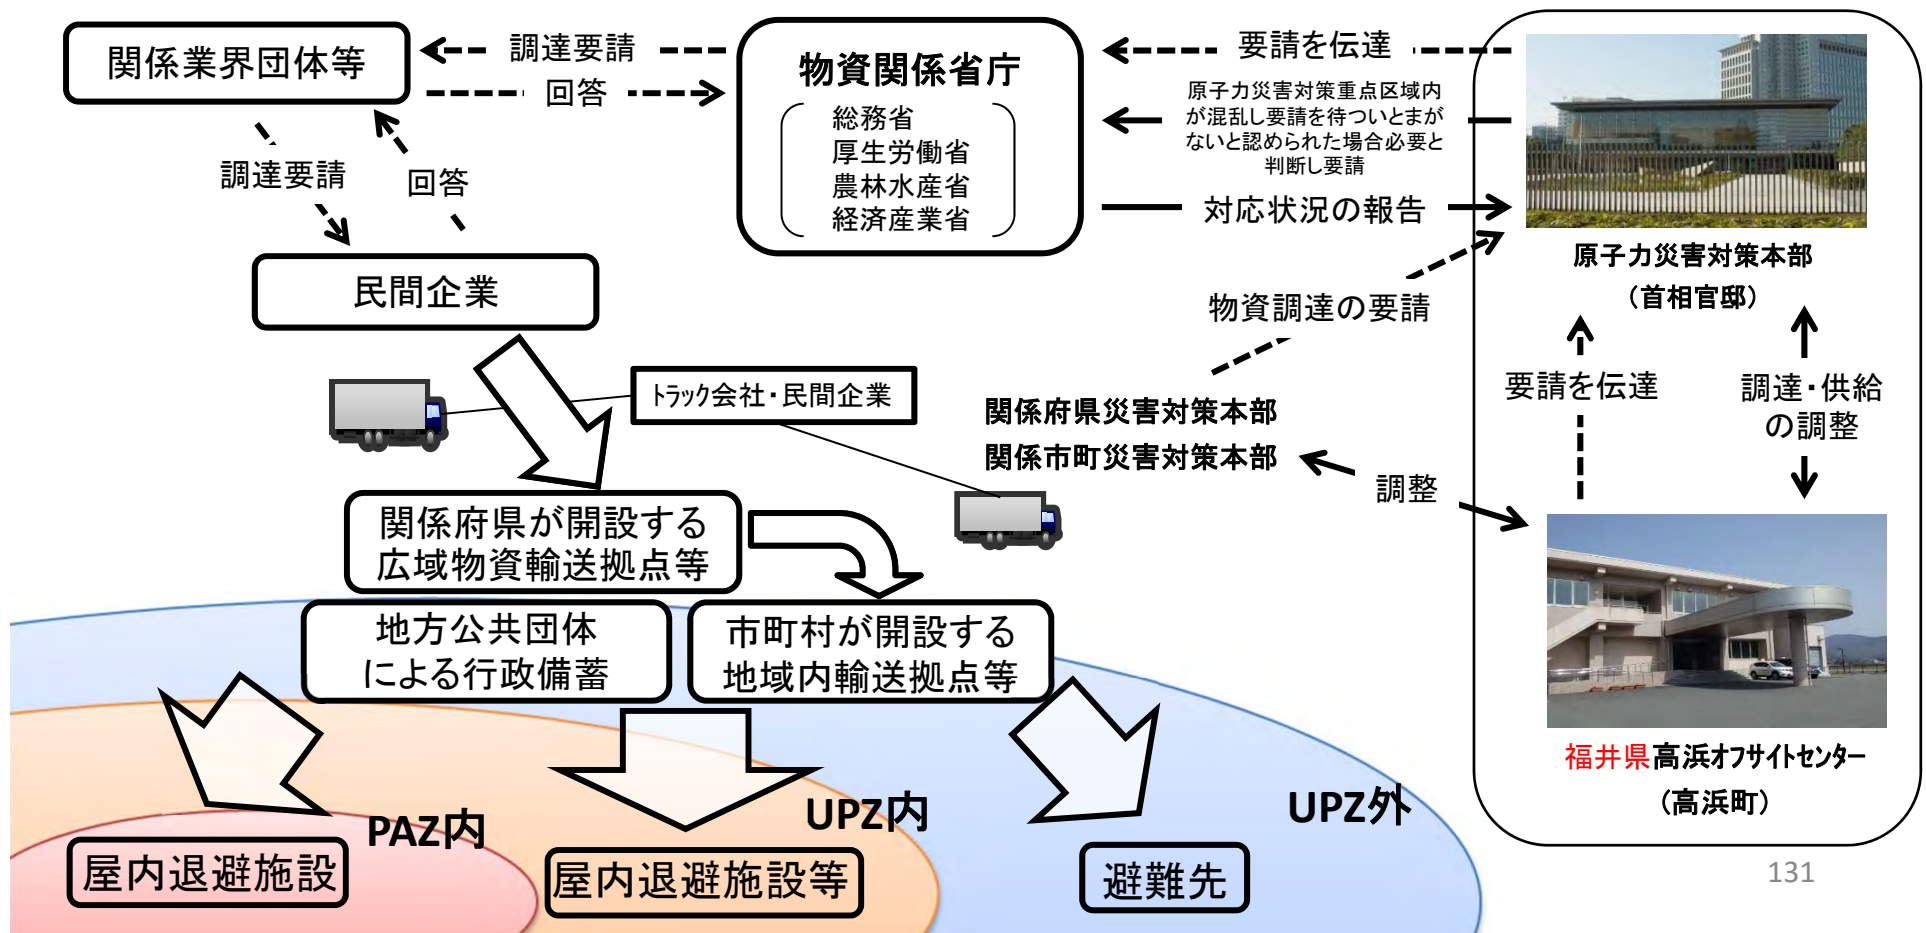 関係業界団体等
調達要請
回答
物資関係省庁
総務省
厚生労働省
農林水産省
経済産業省
要請を伝達
原子力災害対策重点区域内
が混乱し要請を待ついとまが
ないと認められた場合必要と
判断し要請
対応状況の報告
調達要請
回答
民間企業
原子力災害対策本部
（首相官邸）
物資調達の要請
トラック会社・民間企業
関係府県災害対策本部
関係市町災害対策本部
要請を伝達
調達・供給
の調整
調整
関係府県が開設する
広域物資輸送拠点等
地方公共団体
による行政備蓄
市町村が開設する
地域内輸送拠点等
福井県高浜オフサイトセンター
（高浜町）
PAZ内
UPZ内
UPZ外
屋内退避施設
屋内退避施設等
避難先
131